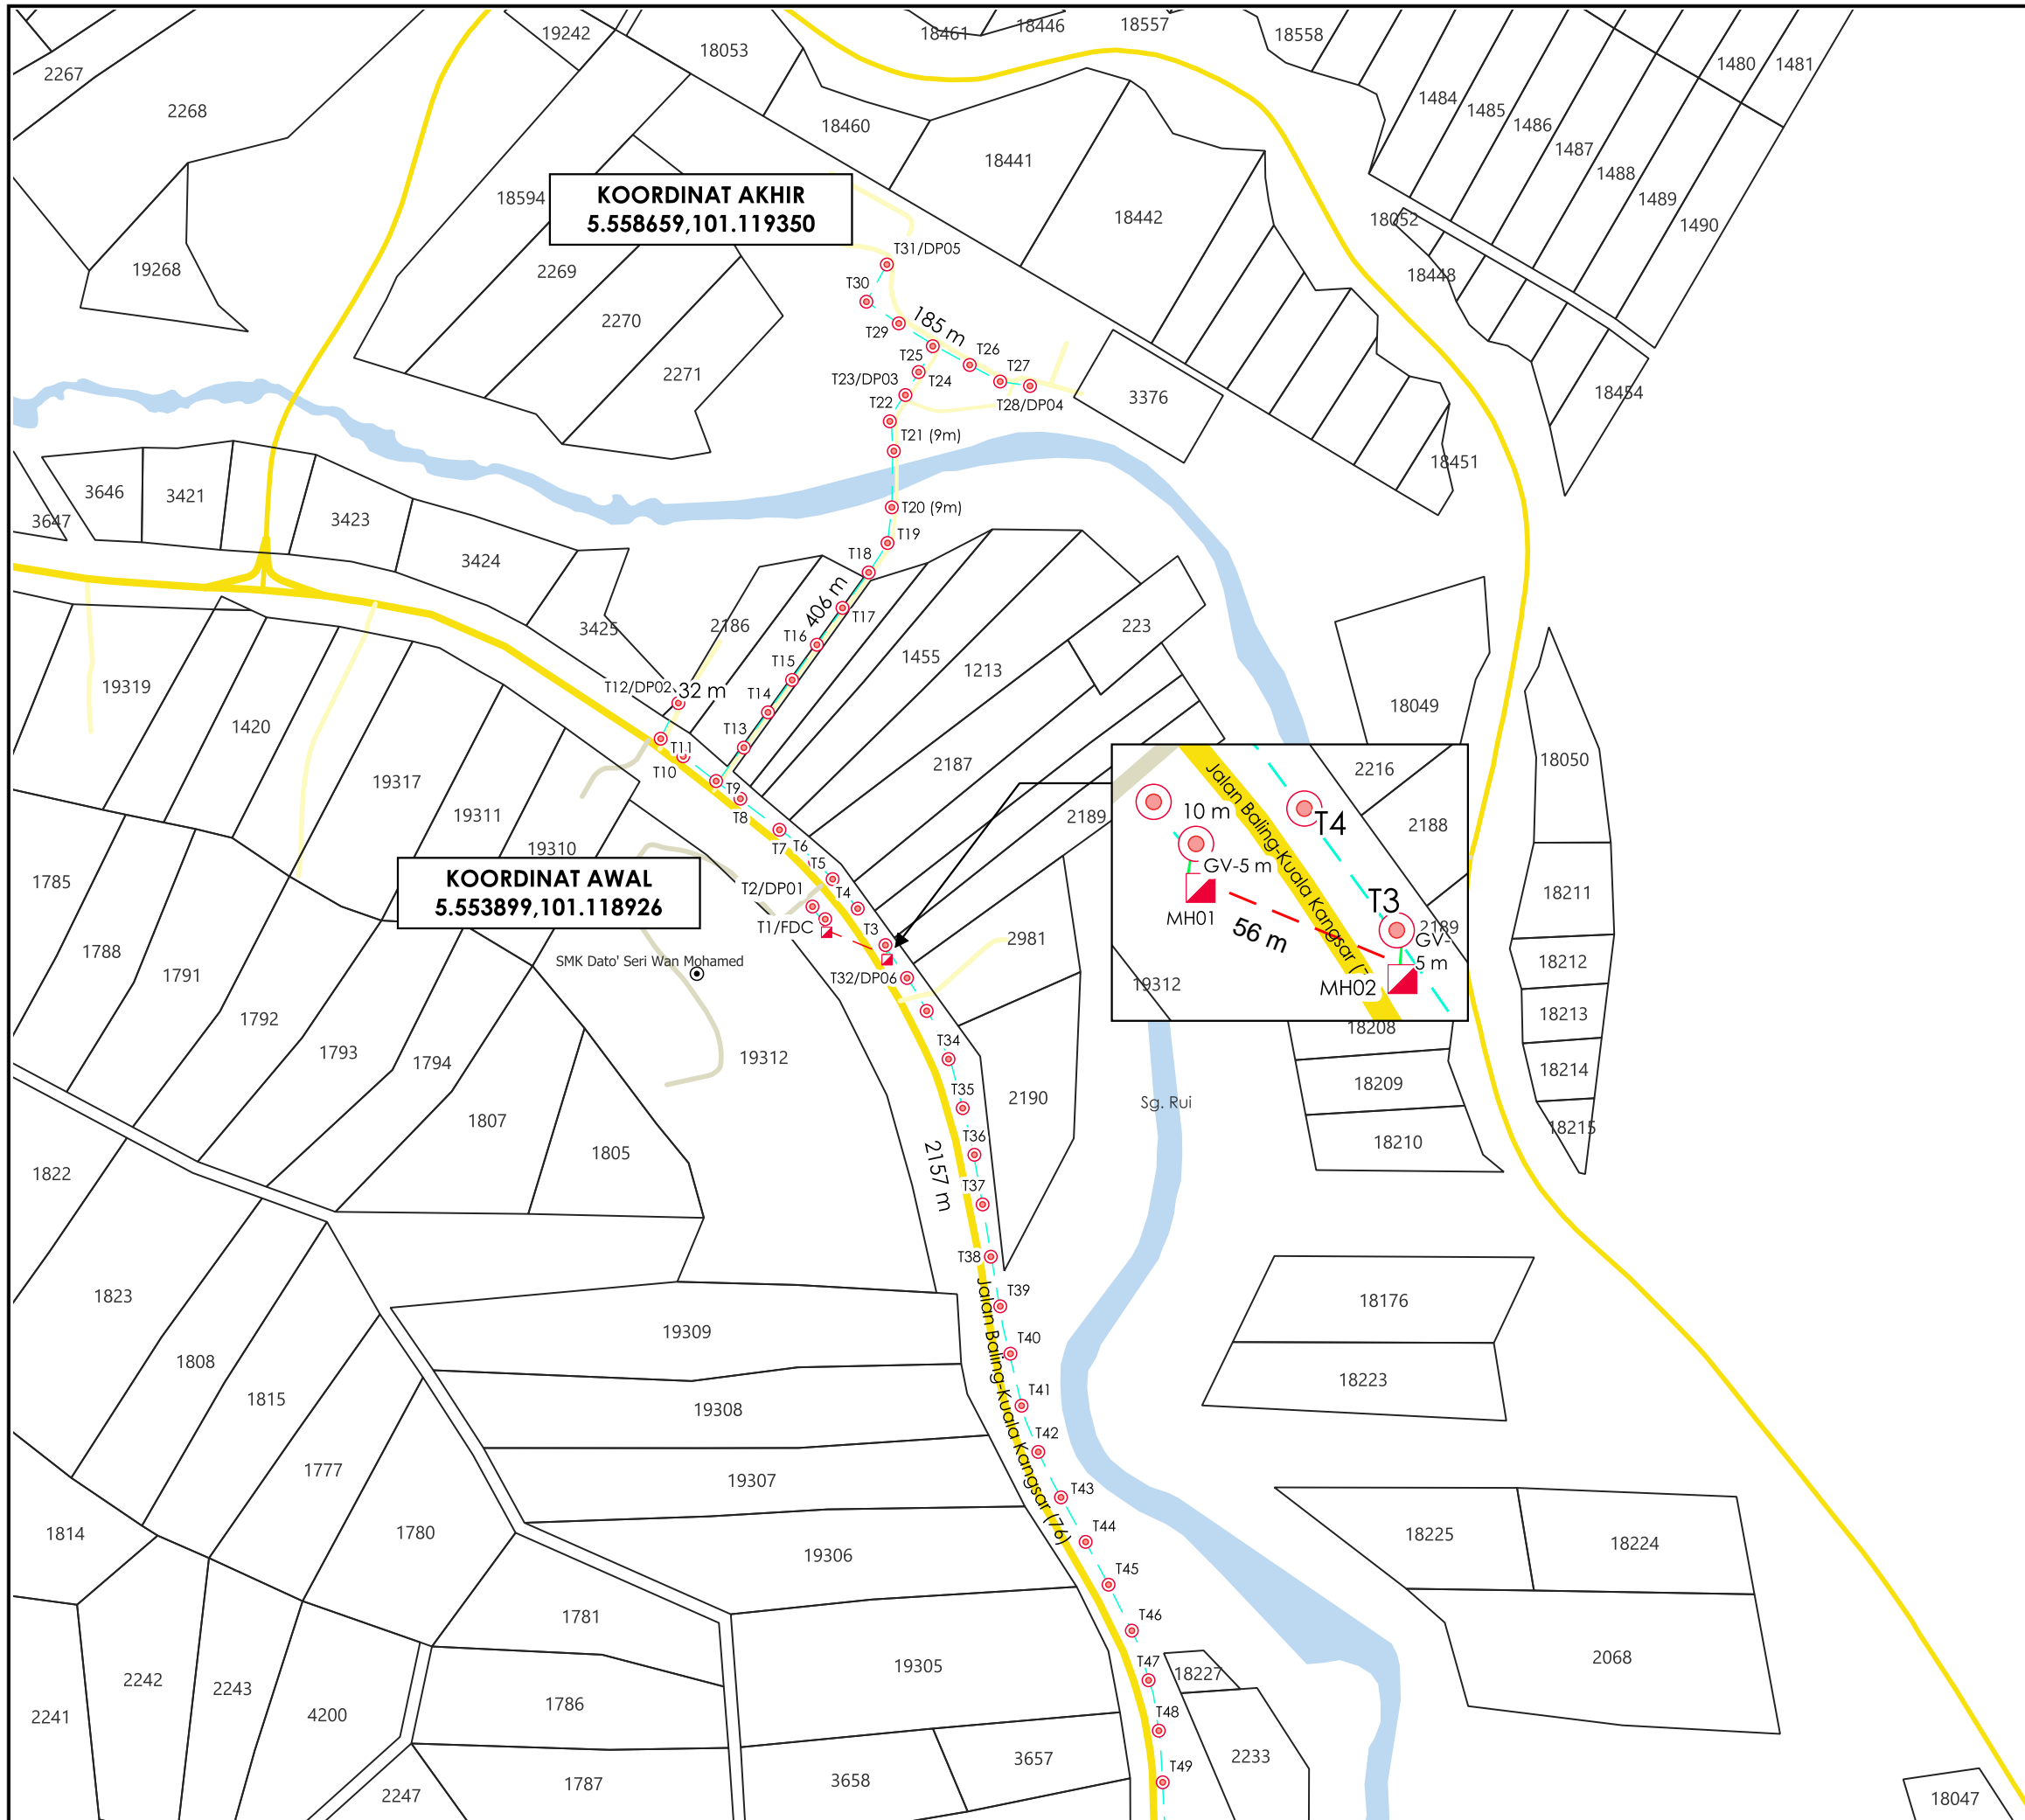 19242
18053
18461
18446
18557
18558
1480
1481
2267
2268
1484
1485
1486
1487
1488
1489
1490
18460
18441
18442
18052
18448
18454
18451
KOORDINAT AKHIR
5.558659,101.119350
18594
19268
2269
2270
2271
T31/DP05
T30
T29
185 m
T26
T25
T27
T24
T23/DP03
T28/DP04
T22
3376
T21 (9m)
T20 (9m)
T19
T18
3646
3421
3647
3423
3424
3425
2186
406 m
T17
T16
T15
T14
T13
1455
1213
223
T12/DP02
32 m
T11
T10
T9
T8
T7
T6
T5
T4
T3
19319
1420
19317
19311
19310
2187
2189
18049
18050
18211
18212
18213
18214
18215
Jalan Baling-Kuala Kangsar (7
10 m
GV-5 m
MH01
56 m
T4
T3
GV-
5 m
MH02
2216
2188
2189
19312
KOORDINAT AWAL
5.553899,101.118926
T2/DP01
T1/FDC
SMK Dato' Seri Wan Mohamed
T32/DP06
2981
1785
1788
1791
1792
1793
1794
1807
1805
19312
T34
T35
T36
T37
T38
T39
T40
T41
T42
T43
T44
T45
T46
T47
T48
T49
2190
2157 m
Sg. Rui
18208
18209
18210
1822
1823
1808
1815
1777
1780
1814
19309
19308
19307
19306
19305
Jalan Baling-Kuala Kangsar (76)
18176
18223
18225
18224
2068
1781
1786
1787
2241
2242
2243
4200
2247
3658
3657
18227
2233
18047